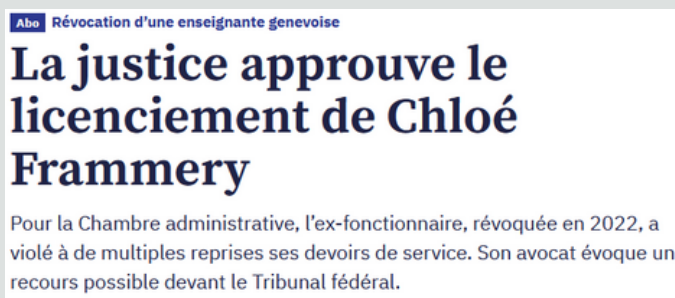 Abo Révocation d'une enseignante genevoise
La justice approuve le
licenciement de Chloé
Frammery
Pour la Chambre administrative, l'ex-fonctionnaire, révoquée en 2022, a
violé à de multiples reprises ses devoirs de service. Son avocat évoque un
recours possible devant le Tribunal fédéral.